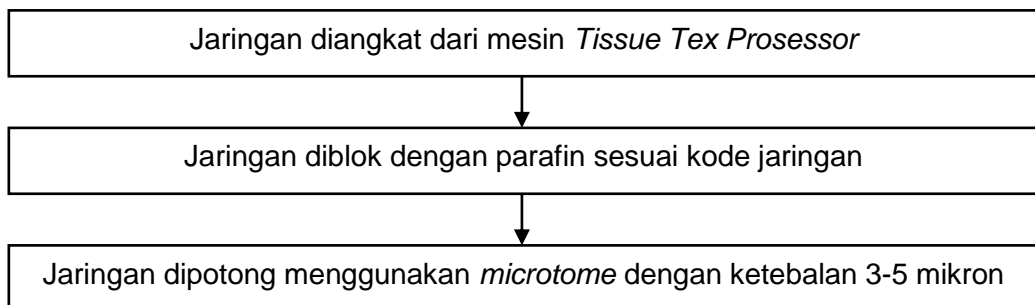 Jaringan diangkat dari mesin Tissue Tex Prosessor
Jaringan diblok dengan parafin sesuai kode jaringan
Jaringan dipotong menggunakan microtome dengan ketebalan 3-5 mikron